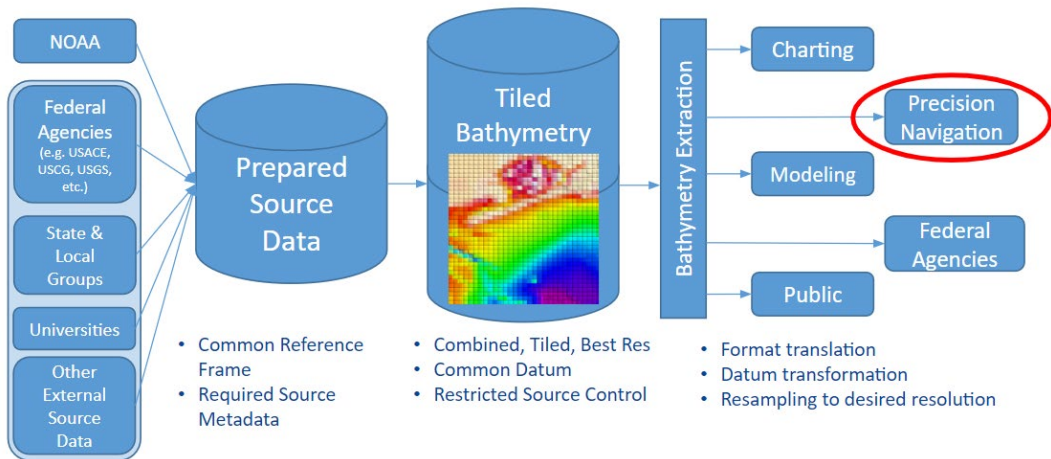 NOAA
Federal
Agencies
(e.g. USACE,
USCG, USGS,
etc.)
State &
Local
Groups
Universities
Other
External
Source
Data
Prepared
Source
Data
• Common Reference
Frame
• Required Source
Metadata
Tiled
Bathymetry
• Combined, Tiled, Best Res
• Common Datum
• Restricted Source Control
Bathymetry Extraction
• Format translation
• Datum transformation
• Resampling to desired resolution
Charting
Precision
Navigation
Modeling
Federal
Agencies
Public